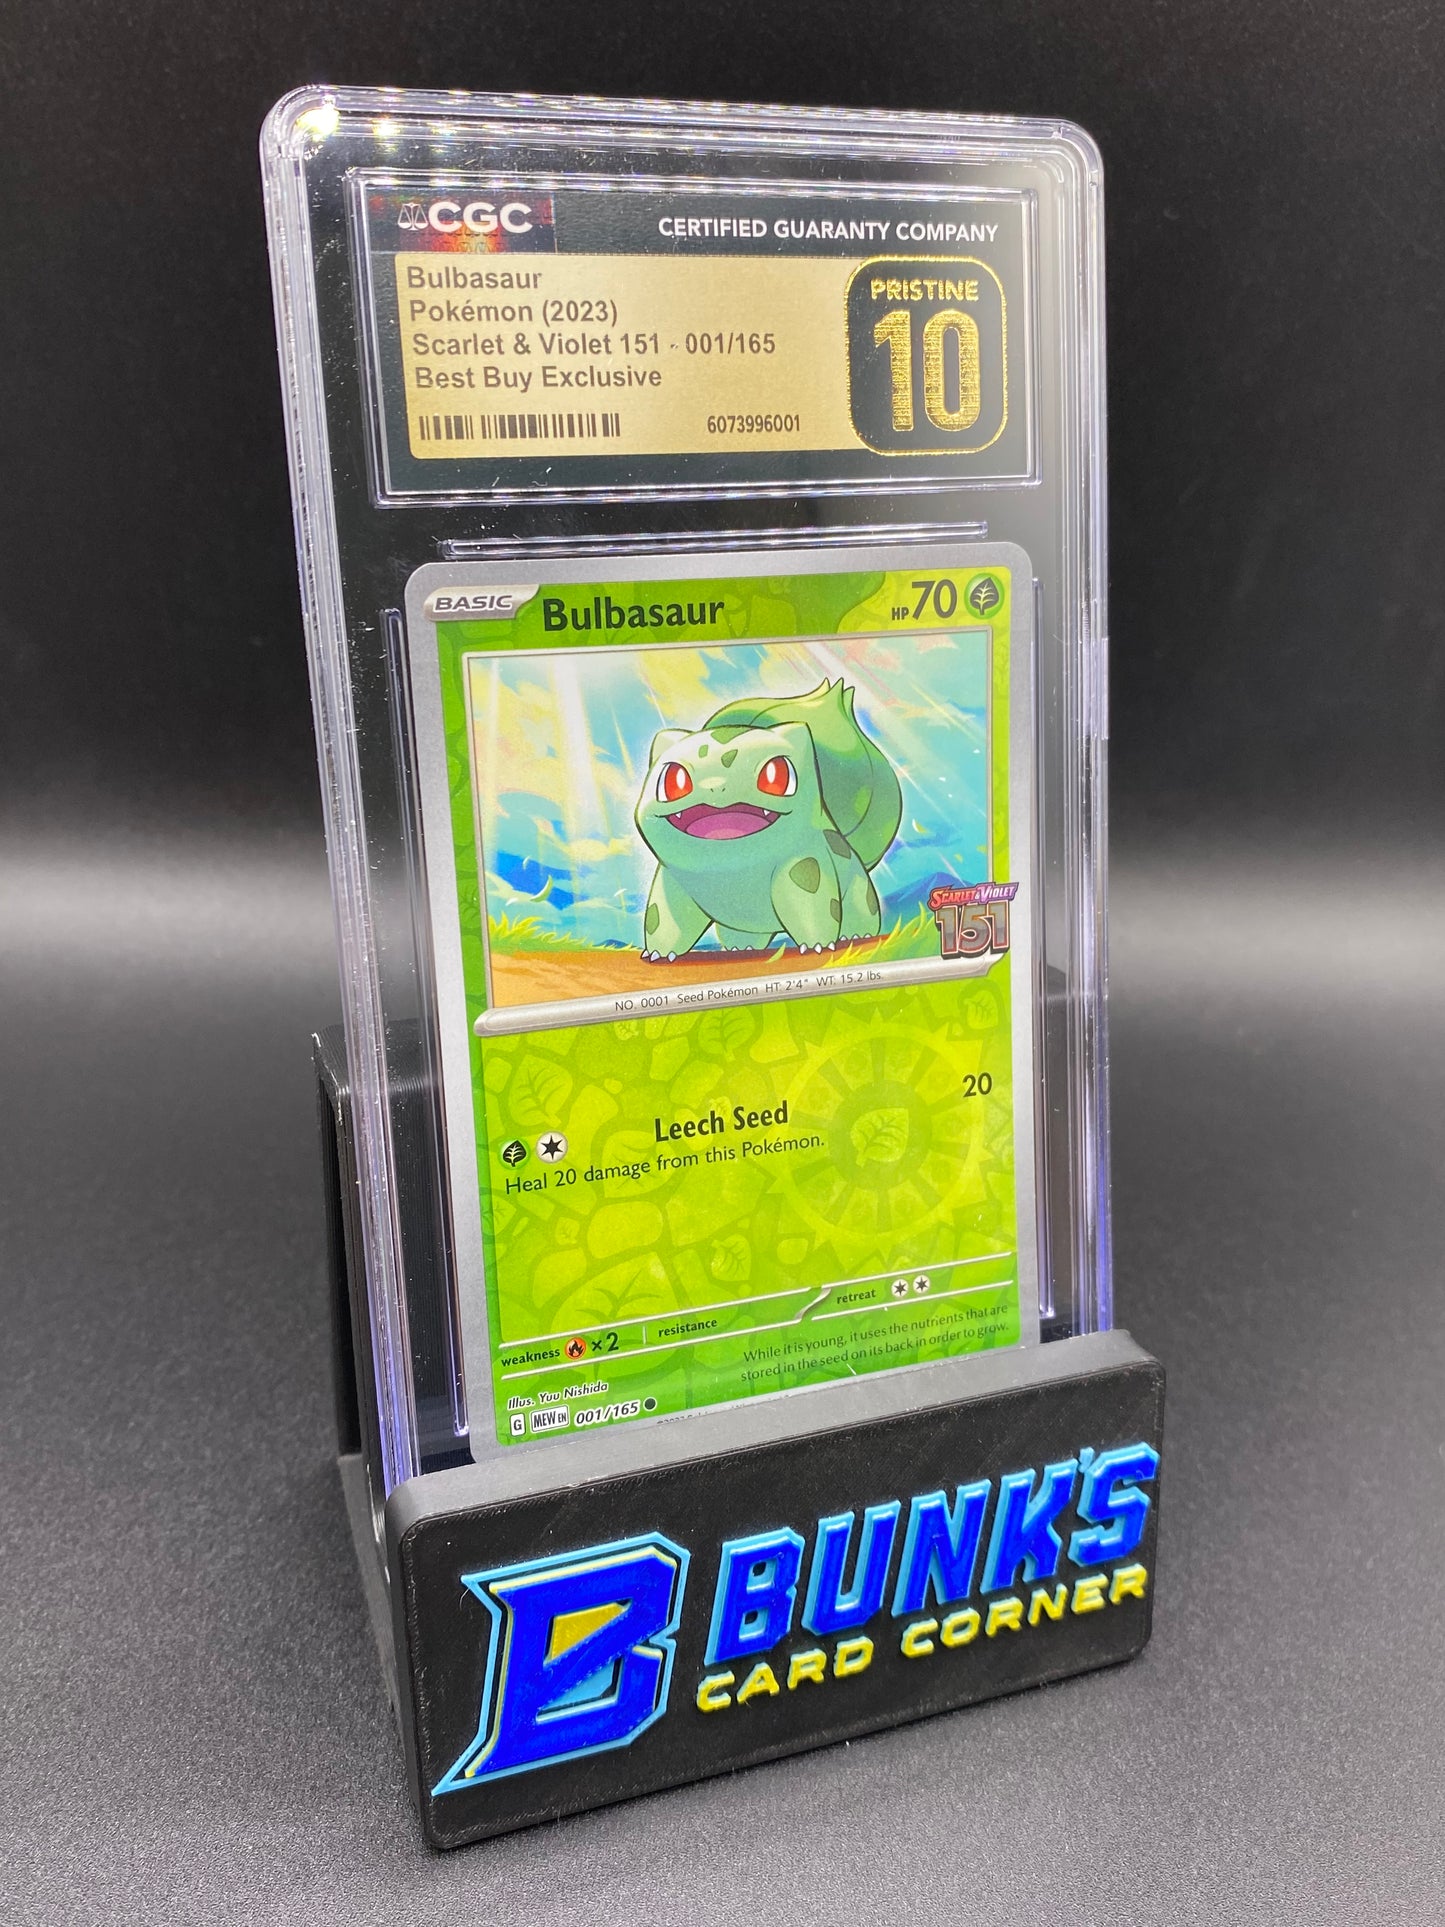 CGC
CERTIFIED GUARANTY COMPANY
Bulbasaur
Pokémon (2023)
Scarlet & Violet 151 - 001/165
Best Buy Exclusive
6073996001
PRISTINE
10
BASIC
Bulbasaur
HP 70
SCARLET & VIOLET
151
NO. 0001 Seed Pokémon HT: 2'4" WT: 15.2 lbs.
Leech Seed
20
Heal 20 damage from this Pokémon.
weakness ×2
resistance
retreat
While it is young, it uses the nutrients that are
stored in the seed on its back in order to grow.
Illus. Yuu Nishida
G MEW EN 001/165
B
BUNK'S
CARD CORNER